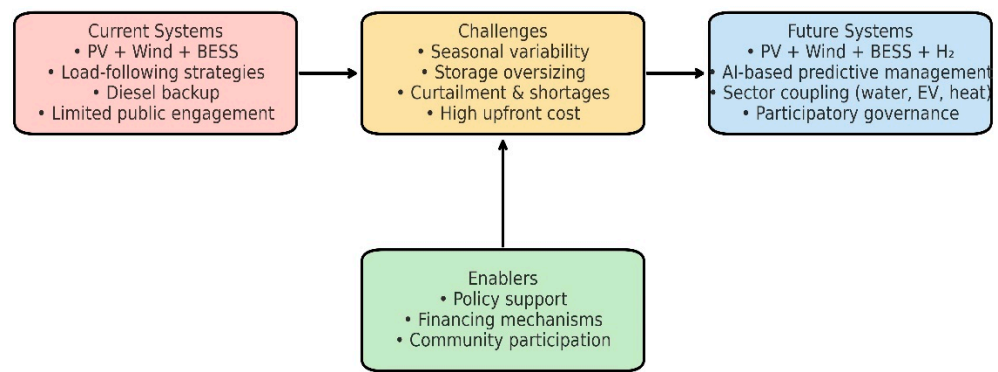 Current Systems
• PV + Wind + BESS
• Load-following strategies
• Diesel backup
• Limited public engagement
Challenges
• Seasonal variability
• Storage oversizing
• Curtailment & shortages
• High upfront cost
Future Systems
• PV + Wind + BESS + H₂
• AI-based predictive management
• Sector coupling (water, EV, heat)
• Participatory governance
Enablers
• Policy support
• Financing mechanisms
• Community participation